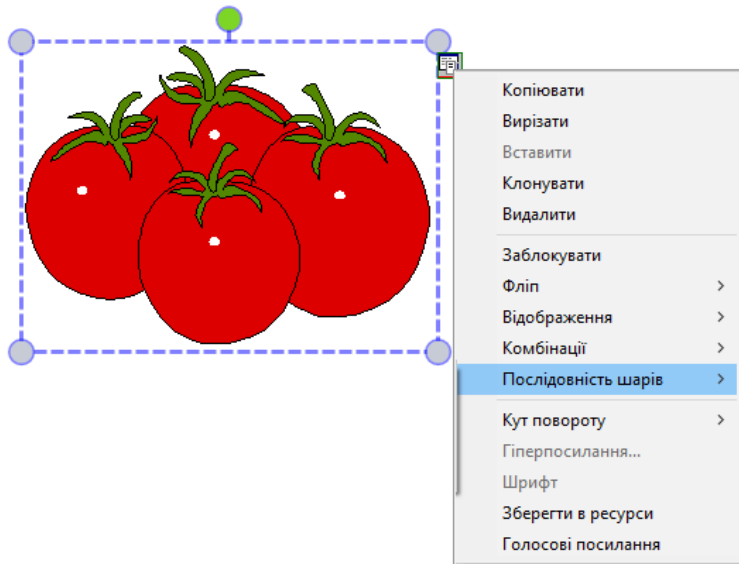 Копіювати
Вирізати
Вставити
Клонувати
Видалити
Заблокувати
Фліп
Відображення
Комбінації
Послідовність шарів
Кут повороту
Гіперпосилання...
Шрифт
Зберегти в ресурси
Голосові посилання